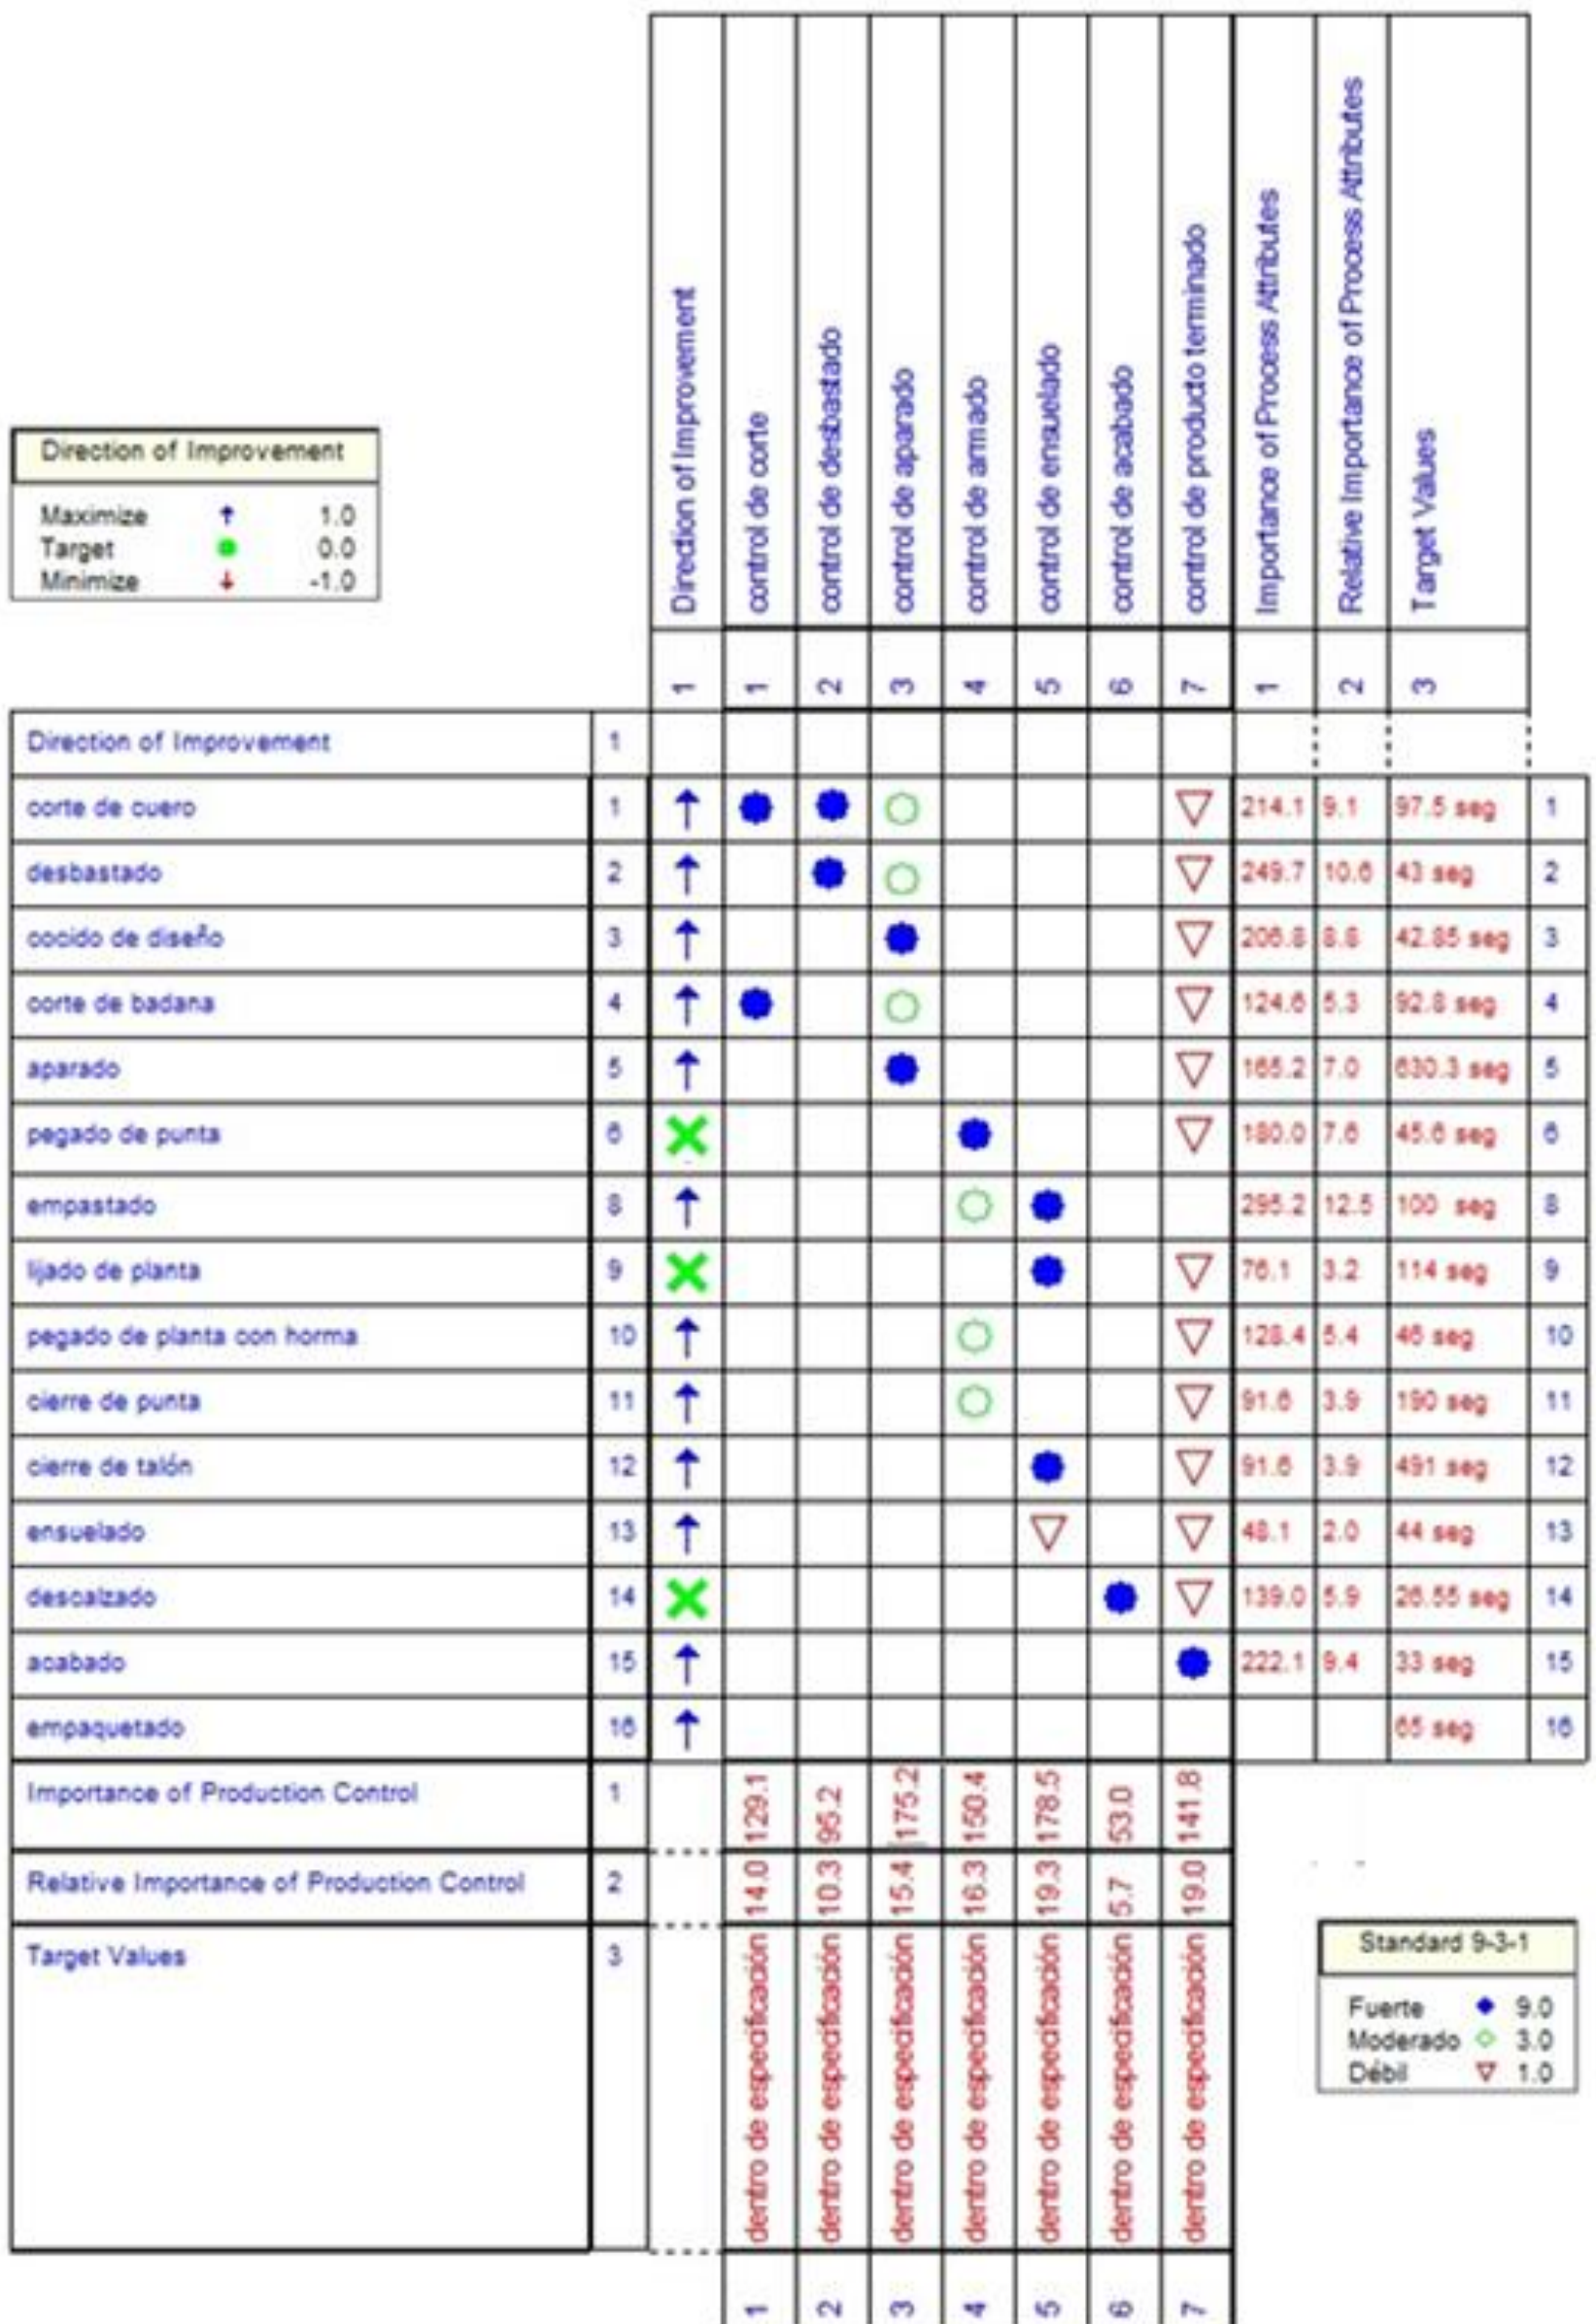 Direction of Improvement
control de corte
control de desbastado
control de aparado
control de armado
control de ensuelado
control de acabado
control de producto terminado
Importance of Process Attributes
Relative Importance of Process Attributes
Target Values
Direction of Improvement
Maximize 1.0
Target 0.0
Minimize -1.0
1 1 2 3 4 5 6 7 1 2 3
Direction of Improvement 1
corte de cuero 1 214.1 9.1 97.5 seg 1
desbastado 2 249.7 10.6 43 seg 2
cocido de diseño 3 206.8 8.8 42.85 seg 3
corte de badana 4 124.6 5.3 92.8 seg 4
aparado 5 165.2 7.0 630.3 seg 5
pegado de punta 6 180.0 7.6 45.6 seg 6
empastado 8 295.2 12.5 100 seg 8
lijado de planta 9 76.1 3.2 114 seg 9
pegado de planta con horma 10 128.4 5.4 46 seg 10
cierre de punta 11 91.6 3.9 190 seg 11
cierre de talón 12 91.6 3.9 491 seg 12
ensuelado 13 48.1 2.0 44 seg 13
descalzado 14 139.0 5.9 26.55 seg 14
acabado 15 222.1 9.4 33 seg 15
empaquetado 16 65 seg 16
Importance of Production Control 1 129.1 95.2 175.2 150.4 178.5 53.0 141.8
Relative Importance of Production Control 2 14.0 10.3 15.4 16.3 19.3 5.7 19.0
Target Values 3
dentro de especificación
dentro de especificación
dentro de especificación
dentro de especificación
dentro de especificación
dentro de especificación
dentro de especificación
1 2 3 4 5 6 7
Standard 9-3-1
Fuerte 9.0
Moderado 3.0
Débil 1.0